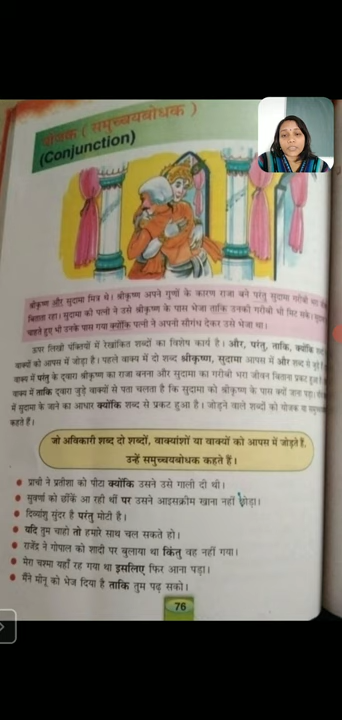 योजक ( समुच्चयबोधक )
(Conjunction)
श्रीकृष्ण और सुदामा मित्र थे। श्रीकृष्ण अपने गुणों के कारण राजा बने परंतु सुदामा गरीबी भरा
बिताता रहा। सुदामा को पत्नी ने उसे श्रीकृष्ण के पास भेजा ताकि उनकी गरीबी भी मिट सके।
चाहते हुए भी उनके पास गया क्योंकि पत्नी ने अपनी सौगंध देकर उसे भेजा था।
ऊपर लिखी पंक्तियों में रेखांकित शब्दों का विशेष कार्य है। और, परंतु, ताकि, क्योंकि
वाक्यों को आपस में जोड़ा है। पहले वाक्य में दो शब्द श्रीकृष्ण, सुदामा आपस में और शब्द से जुड़े
वाक्य में परंतु के द्वारा श्रीकृष्ण का राजा बनना और सुदामा का गरीबी भरा जीवन बिताना प्रकट हुआ
वाक्य में ताकि द्वारा जुड़े वाक्यों से पता चलता है कि सुदामा को श्रीकृष्ण के पास क्यों जाना पड़ा।
में सुदामा के जाने का आधार क्योंकि शब्द से प्रकट हुआ है। जोड़ने वाले शब्दों को योजक या
कहते हैं।
जो अविकारी शब्द दो शब्दों, वाक्यांशों या वाक्यों को आपस में जोड़ते हैं,
उन्हें समुच्चयबोधक कहते हैं।
प्राची ने प्रतीशा को पीटा क्योंकि उसने उसे गाली दी थी।
सुवर्णा को छींकें आ रही थीं पर उसने आइसक्रीम खाना नहीं छोड़ा।
दिव्यांशु सुंदर है परंतु मोटी है।
यदि तुम चाहो तो हमारे साथ चल सकते हो।
राजेंद्र ने गोपाल को शादी पर बुलाया था किंतु वह नहीं गया।
मेरा चश्मा यहाँ रह गया था इसलिए फिर आना पड़ा।
मैंने मोनू को भेज दिया है ताकि तुम पढ़ सको।
76